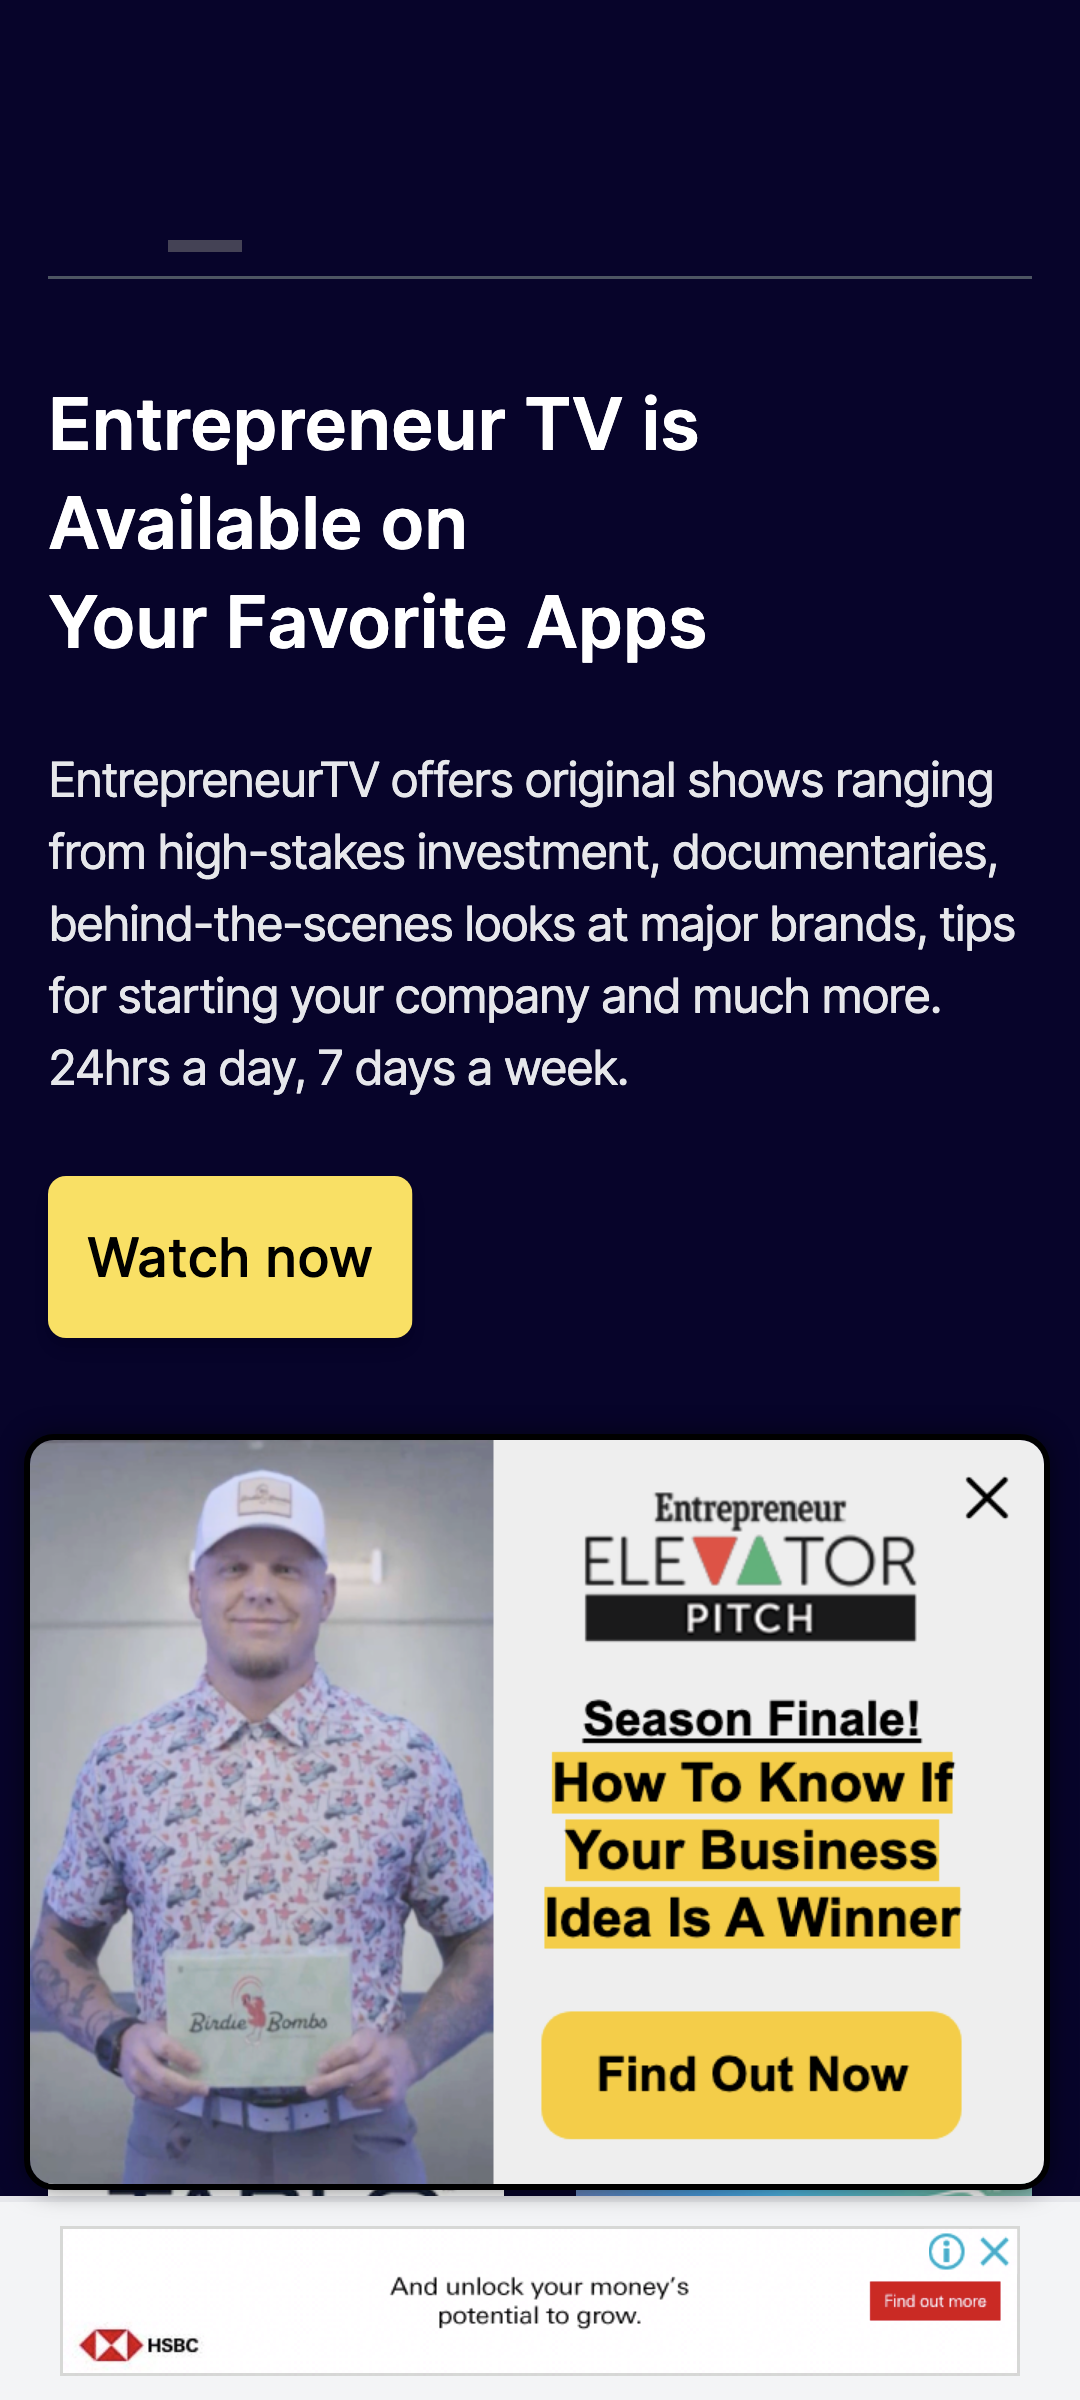 Entrepreneur TV is
Available on
Your Favorite Apps
EntrepreneurTV offers original shows ranging
from high-stakes investment, documentaries,
behind-the-scenes looks at major brands, tips
for starting your company and much more.
24hrs a day, 7 days a week.
Watch now
Entrepreneur
ELEVATOR
PITCH
Season Finale!
How To Know If
Your Business
Idea Is A Winner
Find Out Now
Birdie Bombs
And unlock your money's
potential to grow.
Find out more
HSBC